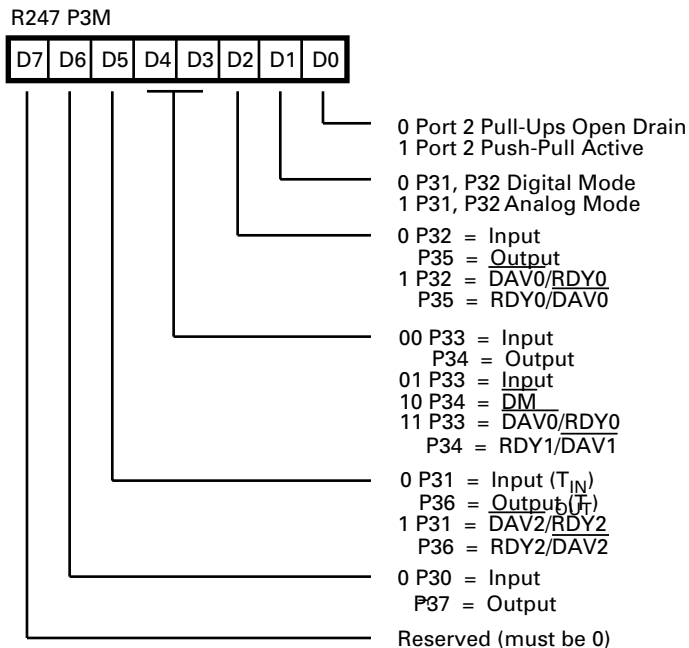 R247 P3M
D7 D6 D5 D4 D3 D2 D1 D0
0 Port 2 Pull-Ups Open Drain
1 Port 2 Push-Pull Active
0 P31, P32 Digital Mode
1 P31, P32 Analog Mode
0 P32 = Input
P35 = Output
1 P32 = DAV0/RDY0
P35 = RDY0/DAV0
00 P33 = Input
P34 = Output
01 P33 = Input
10 P34 = DM
11 P33 = DAV0/RDY0
P34 = RDY1/DAV1
0 P31 = Input (TIN)
P36 = Output (TOUT)
1 P31 = DAV2/RDY2
P36 = RDY2/DAV2
0 P30 = Input
P37 = Output
Reserved (must be 0)